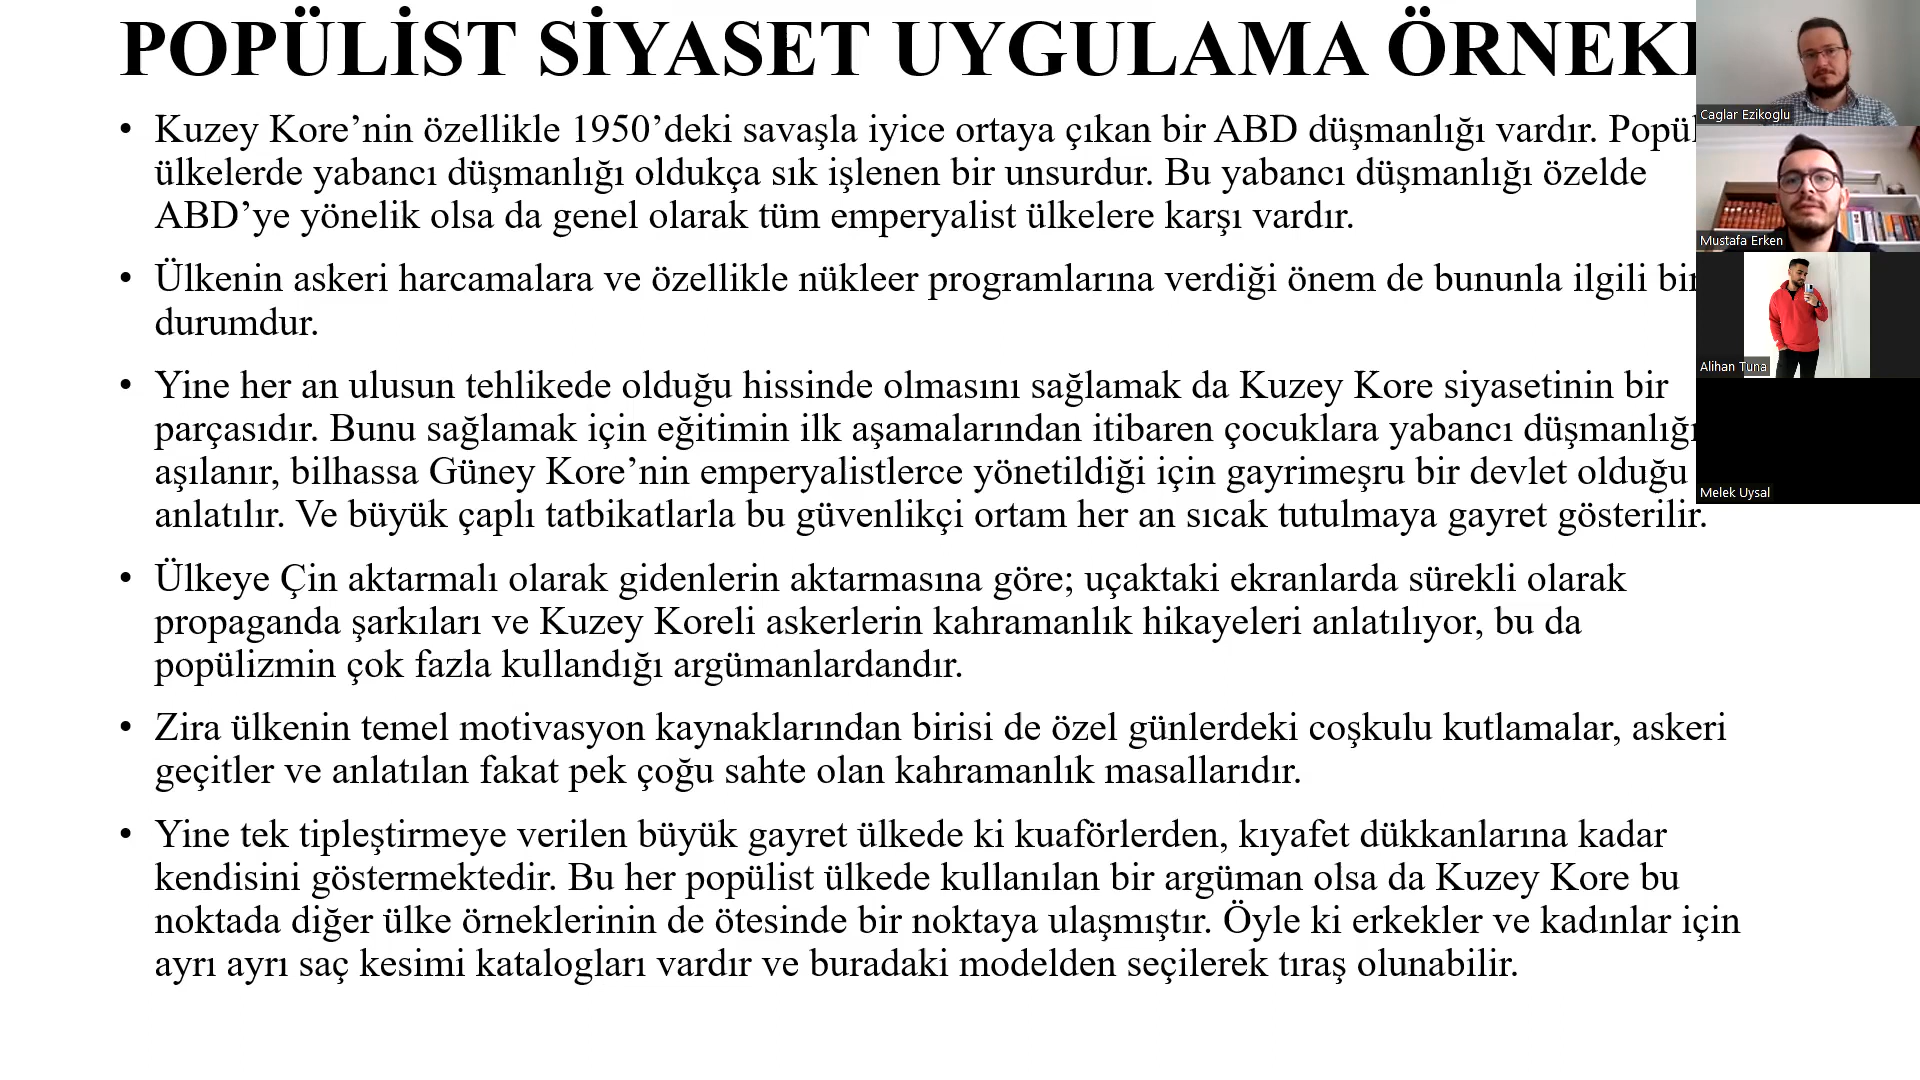 POPÜLİST SİYASET UYGULAMA
• Kuzey Kore’nin özellikle 1950’deki savaşla iyice ortaya çıkan bir ABD düşmanlığı vardır.
ülkelerde yabancı düşmanlığı oldukça sık işlenen bir unsurdur. Bu yabancı düşmanlığı özelde
ABD’ye yönelik olsa da genel olarak tüm emperyalist ülkelere karşı vardır.
• Ülkenin askeri harcamalara ve özellikle nükleer programlarına verdiği önem de bununla ilgili bir
durumdur.
• Yine her an ulusun tehlikede olduğu hissinde olmasını sağlamak da Kuzey Kore siyasetinin bir
parçasıdır. Bunu sağlamak için eğitimin ilk aşamalarından itibaren çocuklara yabancı düşmanlığı
aşılanır, bilhassa Güney Kore’nin emperyalistlerce yönetildiği için gayrimeşru bir devlet olduğu
anlatılır. Ve büyük çaplı tatbikatlarla bu güvenlikçi ortam her an sıcak tutulmaya gayret gösterilir.
• Ülkeye Çin aktarmalı olarak gidenlerin aktarmasına göre; uçaktaki ekranlarda sürekli olarak
propaganda şarkıları ve Kuzey Koreli askerlerin kahramanlık hikayeleri anlatılıyor, bu da
popülizmin çok fazla kullandığı argümanlardandır.
• Zira ülkenin temel motivasyon kaynaklarından birisi de özel günlerdeki coşkulu kutlamalar, askeri
geçitler ve anlatılan fakat pek çoğu sahte olan kahramanlık masallarıdır.
• Yine tek tipleştirmeye verilen büyük gayret ülkede ki kuaförlerden, kıyafet dükkanlarına kadar
kendisini göstermektedir. Bu her popülist ülkede kullanılan bir argüman olsa da Kuzey Kore bu
noktada diğer ülke örneklerinin de ötesinde bir noktaya ulaşmıştır. Öyle ki erkekler ve kadınlar için
ayrı ayrı saç kesimi katalogları vardır ve buradaki modelden seçilerek tıraş olunabilir.
Caglar Ezikoglu
Mustafa Erken
Alihan Tuna
Melek Uysal